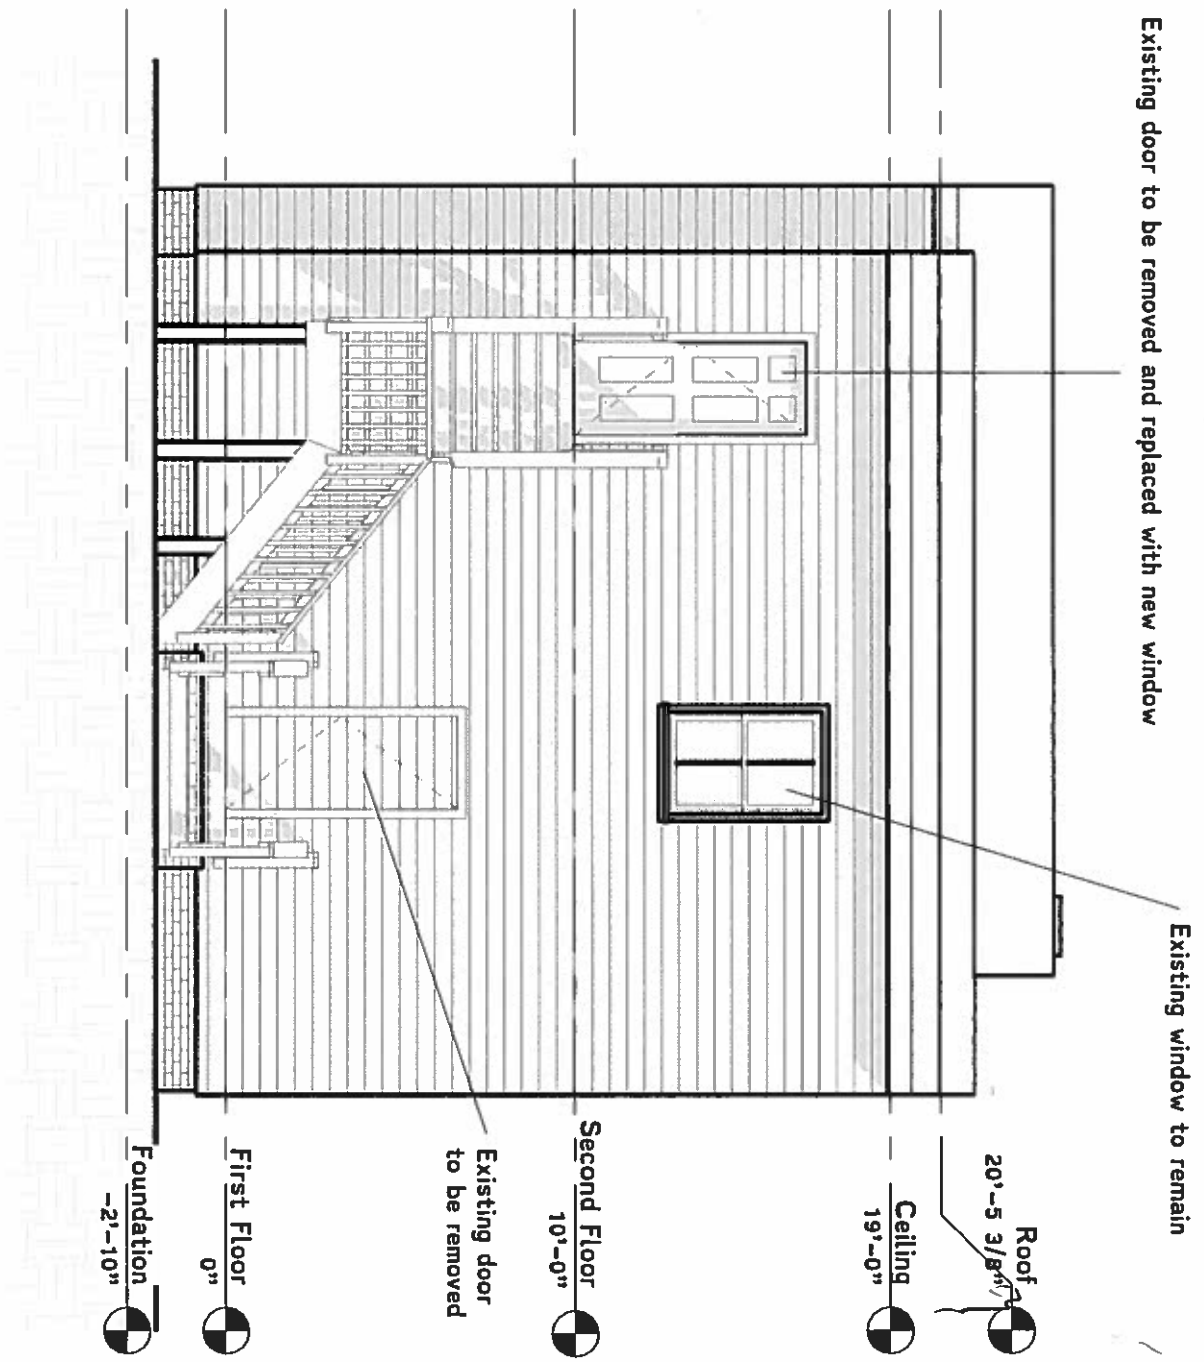 Existing door to be removed and replaced with new window
Existing window to remain
Roof
20'-5 3/8"
Ceiling
19'-0"
Second Floor
10'-0"
Existing door
to be removed
First Floor
0"
Foundation
-2'-10"